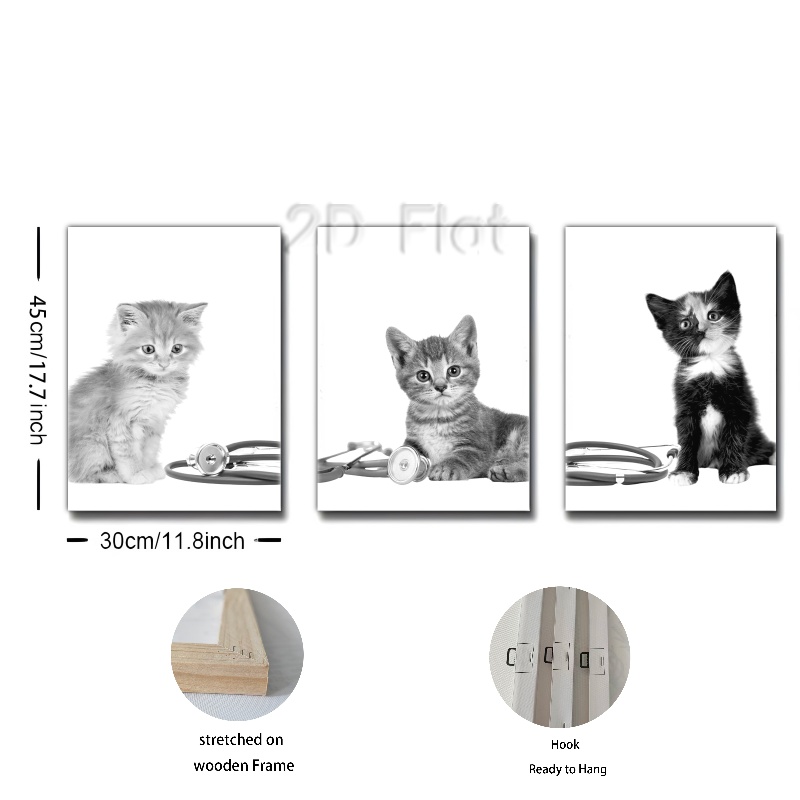 2D Flat
45cm/17.7inch
30cm/11.8inch
stretched on
wooden Frame
Hook
Ready to Hang